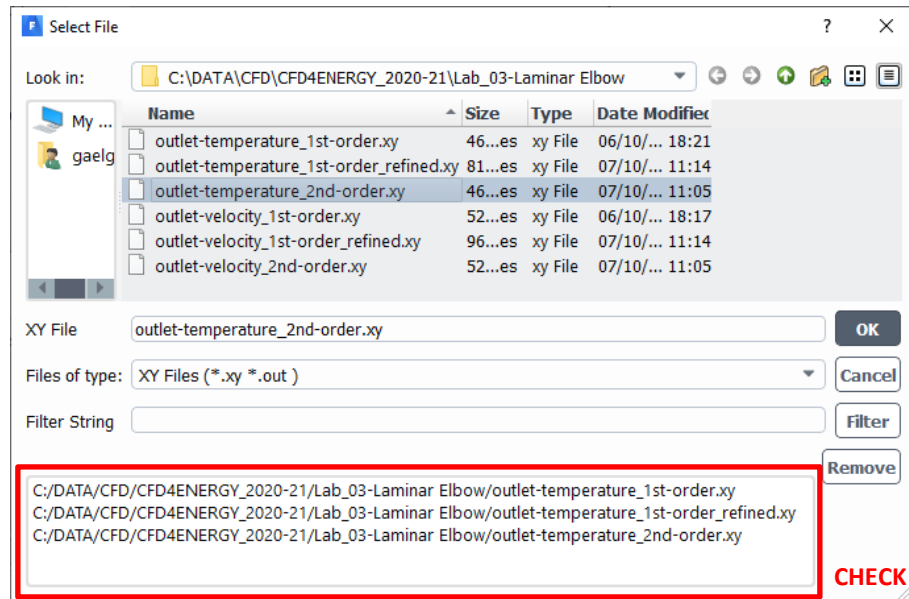 F Select File ? ×
Look in: C:\DATA\CFD\CFD4ENERGY_2020-21\Lab_03-Laminar Elbow
My ...
gaelg
Name Size Type Date Modified
outlet-temperature_1st-order.xy 46...es xy File 06/10/... 18:21
outlet-temperature_1st-order_refined.xy 81...es xy File 07/10/... 11:14
outlet-temperature_2nd-order.xy 46...es xy File 07/10/... 11:05
outlet-velocity_1st-order.xy 52...es xy File 06/10/... 18:17
outlet-velocity_1st-order_refined.xy 96...es xy File 07/10/... 11:14
outlet-velocity_2nd-order.xy 52...es xy File 07/10/... 11:05
XY File outlet-temperature_2nd-order.xy OK
Files of type: XY Files (*.xy *.out ) Cancel
Filter String Filter
Remove
C:/DATA/CFD/CFD4ENERGY_2020-21/Lab_03-Laminar Elbow/outlet-temperature_1st-order.xy
C:/DATA/CFD/CFD4ENERGY_2020-21/Lab_03-Laminar Elbow/outlet-temperature_1st-order_refined.xy
C:/DATA/CFD/CFD4ENERGY_2020-21/Lab_03-Laminar Elbow/outlet-temperature_2nd-order.xy
CHECK